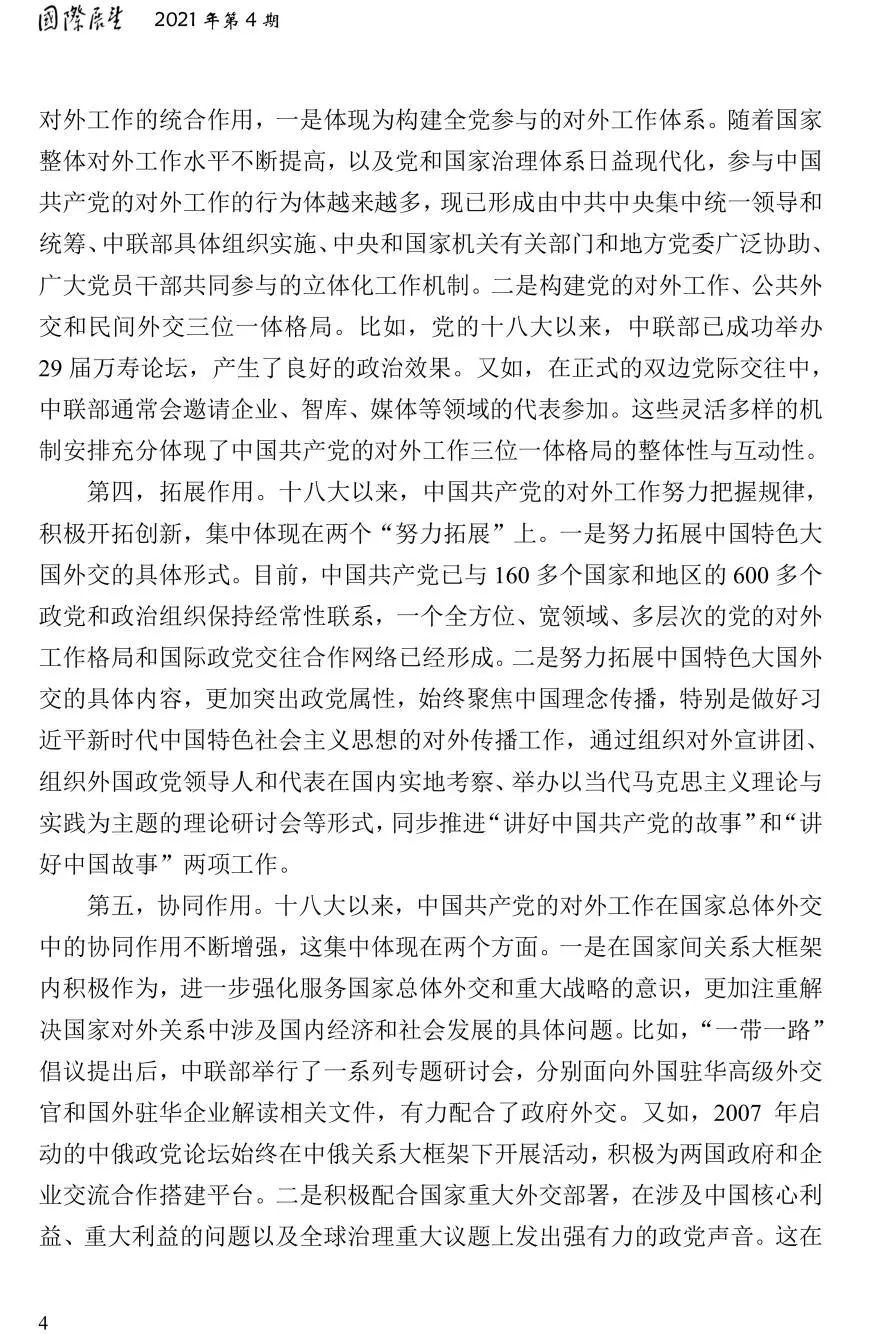 國際展望 2021 年第 4 期
对外工作的统合作用，一是体现为构建全党参与的对外工作体系。随着国家
整体对外工作水平不断提高，以及党和国家治理体系日益现代化，参与中国
共产党的对外工作的行为体越来越多，现已形成由中共中央集中统一领导和
统筹、中联部具体组织实施、中央和国家机关有关部门和地方党委广泛协助、
广大党员干部共同参与的立体化工作机制。二是构建党的对外工作、公共外
交和民间外交三位一体格局。比如，党的十八大以来，中联部已成功举办
29 届万寿论坛，产生了良好的政治效果。又如，在正式的双边党际交往中，
中联部通常会邀请企业、智库、媒体等领域的代表参加。这些灵活多样的机
制安排充分体现了中国共产党的对外工作三位一体格局的整体性与互动性。
第四，拓展作用。十八大以来，中国共产党的对外工作努力把握规律，
积极开拓创新，集中体现在两个“努力拓展”上。一是努力拓展中国特色大
国外交的具体形式。目前，中国共产党已与 160 多个国家和地区的 600 多个
政党和政治组织保持经常性联系，一个全方位、宽领域、多层次的党的对外
工作格局和国际政党交往合作网络已经形成。二是努力拓展中国特色大国外
交的具体内容，更加突出政党属性，始终聚焦中国理念传播，特别是做好习
近平新时代中国特色社会主义思想的对外传播工作，通过组织对外宣讲团、
组织外国政党领导人和代表在国内实地考察、举办以当代马克思主义理论与
实践为主题的理论研讨会等形式，同步推进“讲好中国共产党的故事”和“讲
好中国故事”两项工作。
第五，协同作用。十八大以来，中国共产党的对外工作在国家总体外交
中的协同作用不断增强，这集中体现在两个方面。一是在国家间关系大框架
内积极作为，进一步强化服务国家总体外交和重大战略的意识，更加注重解
决国家对外关系中涉及国内经济和社会发展的具体问题。比如，“一带一路”
倡议提出后，中联部举行了一系列专题研讨会，分别面向外国驻华高级外交
官和国外驻华企业解读相关文件，有力配合了政府外交。又如，2007 年启
动的中俄政党论坛始终在中俄关系大框架下开展活动，积极为两国政府和企
业交流合作搭建平台。二是积极配合国家重大外交部署，在涉及中国核心利
益、重大利益的问题以及全球治理重大议题上发出强有力的政党声音。这在
4